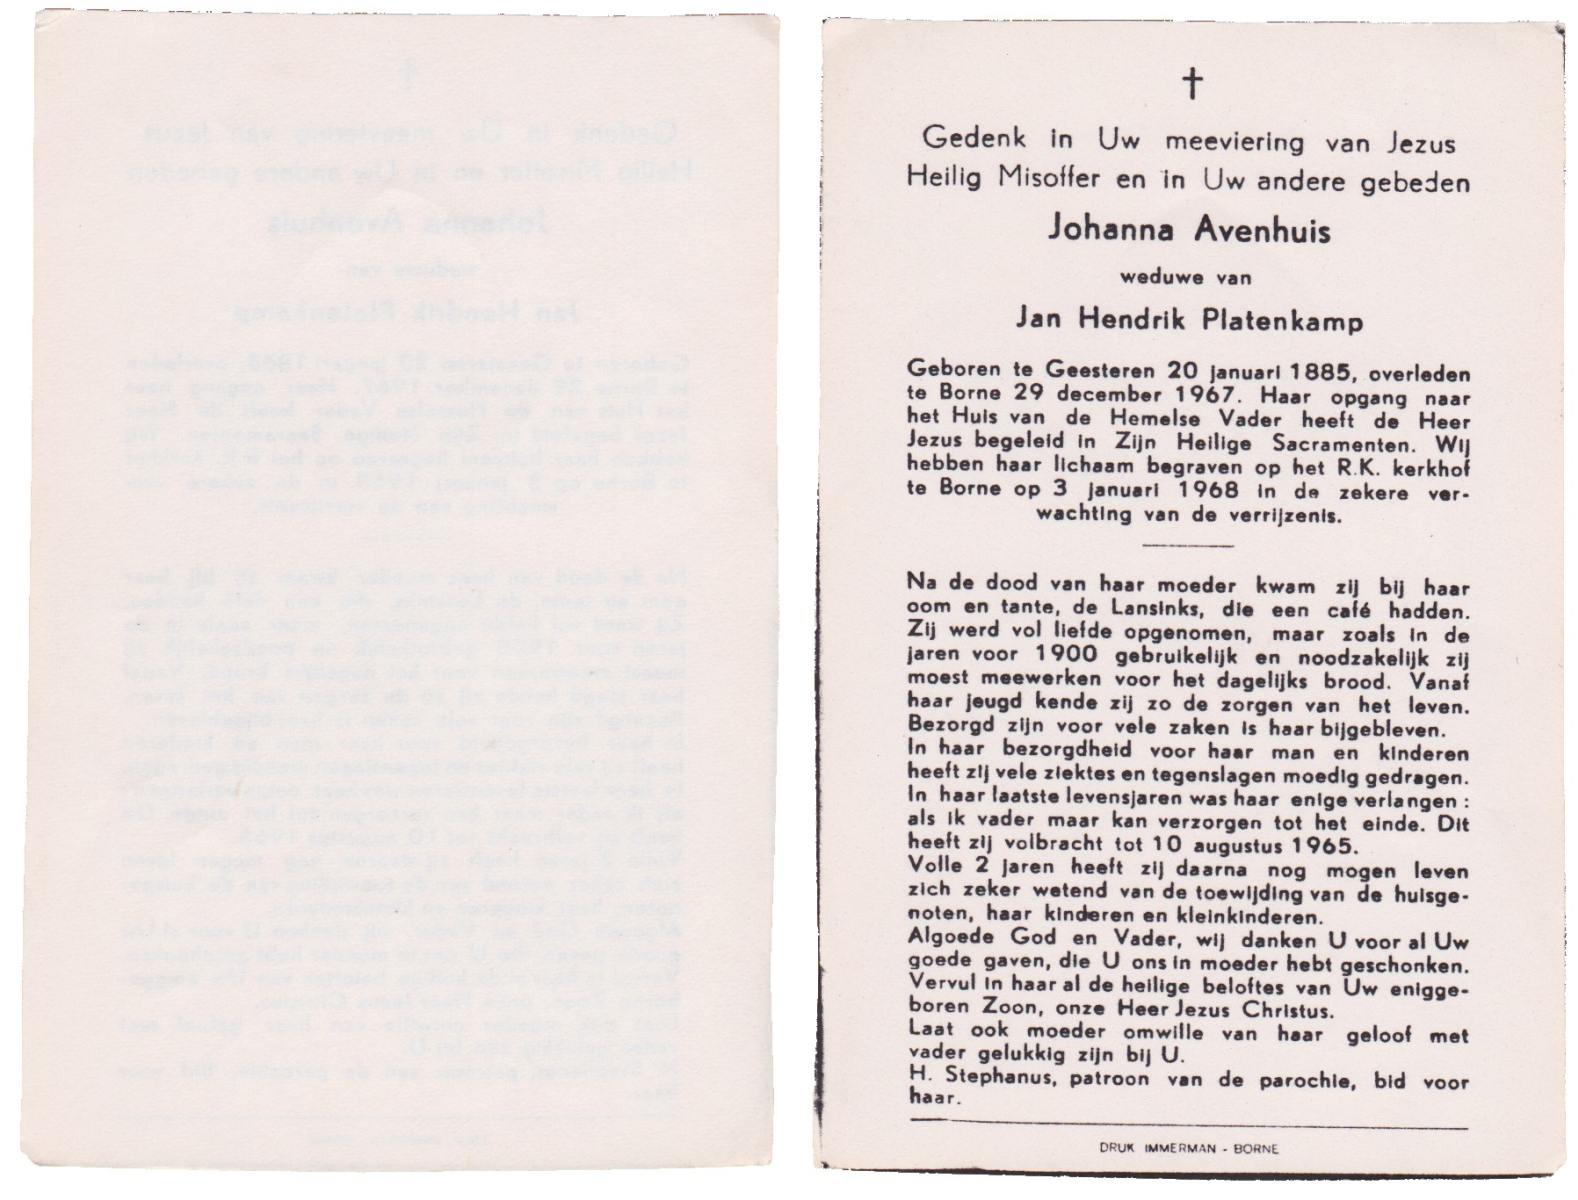 †
Gedenk in Uw meeviering van Jezus
Heilig Misoffer en in Uw andere gebeden
Johanna Avenhuis
weduwe van
Jan Hendrik Platenkamp
Geboren te Geesteren 20 januari 1885, overleden
te Borne 29 december 1967. Haar opgang naar
het Huis van de Hemelse Vader heeft de Heer
Jezus begeleid in Zijn Heilige Sacramenten. Wij
hebben haar lichaam begraven op het R.K. kerkhof
te Borne op 3 januari 1968 in de zekere ver-
wachting van de verrijzenis.
Na de dood van haar moeder kwam zij bij haar
oom en tante, de Lansinks, die een café hadden.
Zij werd vol liefde opgenomen, maar zoals in de
jaren voor 1900 gebruikelijk en noodzakelijk zij
moest meewerken voor het dagelijks brood. Vanaf
haar jeugd kende zij zo de zorgen van het leven.
Bezorgd zijn voor vele zaken is haar bijgebleven.
In haar bezorgdheid voor haar man en kinderen
heeft zij vele ziektes en tegenslagen moedig gedragen.
In haar laatste levensjaren was haar enige verlangen :
als ik vader maar kan verzorgen tot het einde. Dit
heeft zij volbracht tot 10 augustus 1965.
Volle 2 jaren heeft zij daarna nog mogen leven
zich zeker wetend van de toewijding van de huisge-
noten, haar kinderen en kleinkinderen.
Algoede God en Vader, wij danken U voor al Uw
goede gaven, die U ons in moeder hebt geschonken.
Vervul in haar al de heilige beloftes van Uw eniggе-
boren Zoon, onze Heer Jezus Christus.
Laat ook moeder omwille van haar geloof met
vader gelukkig zijn bij U.
H. Stephanus, patroon van de parochie, bid voor
haar.
DRUK IMMERMAN - BORNE